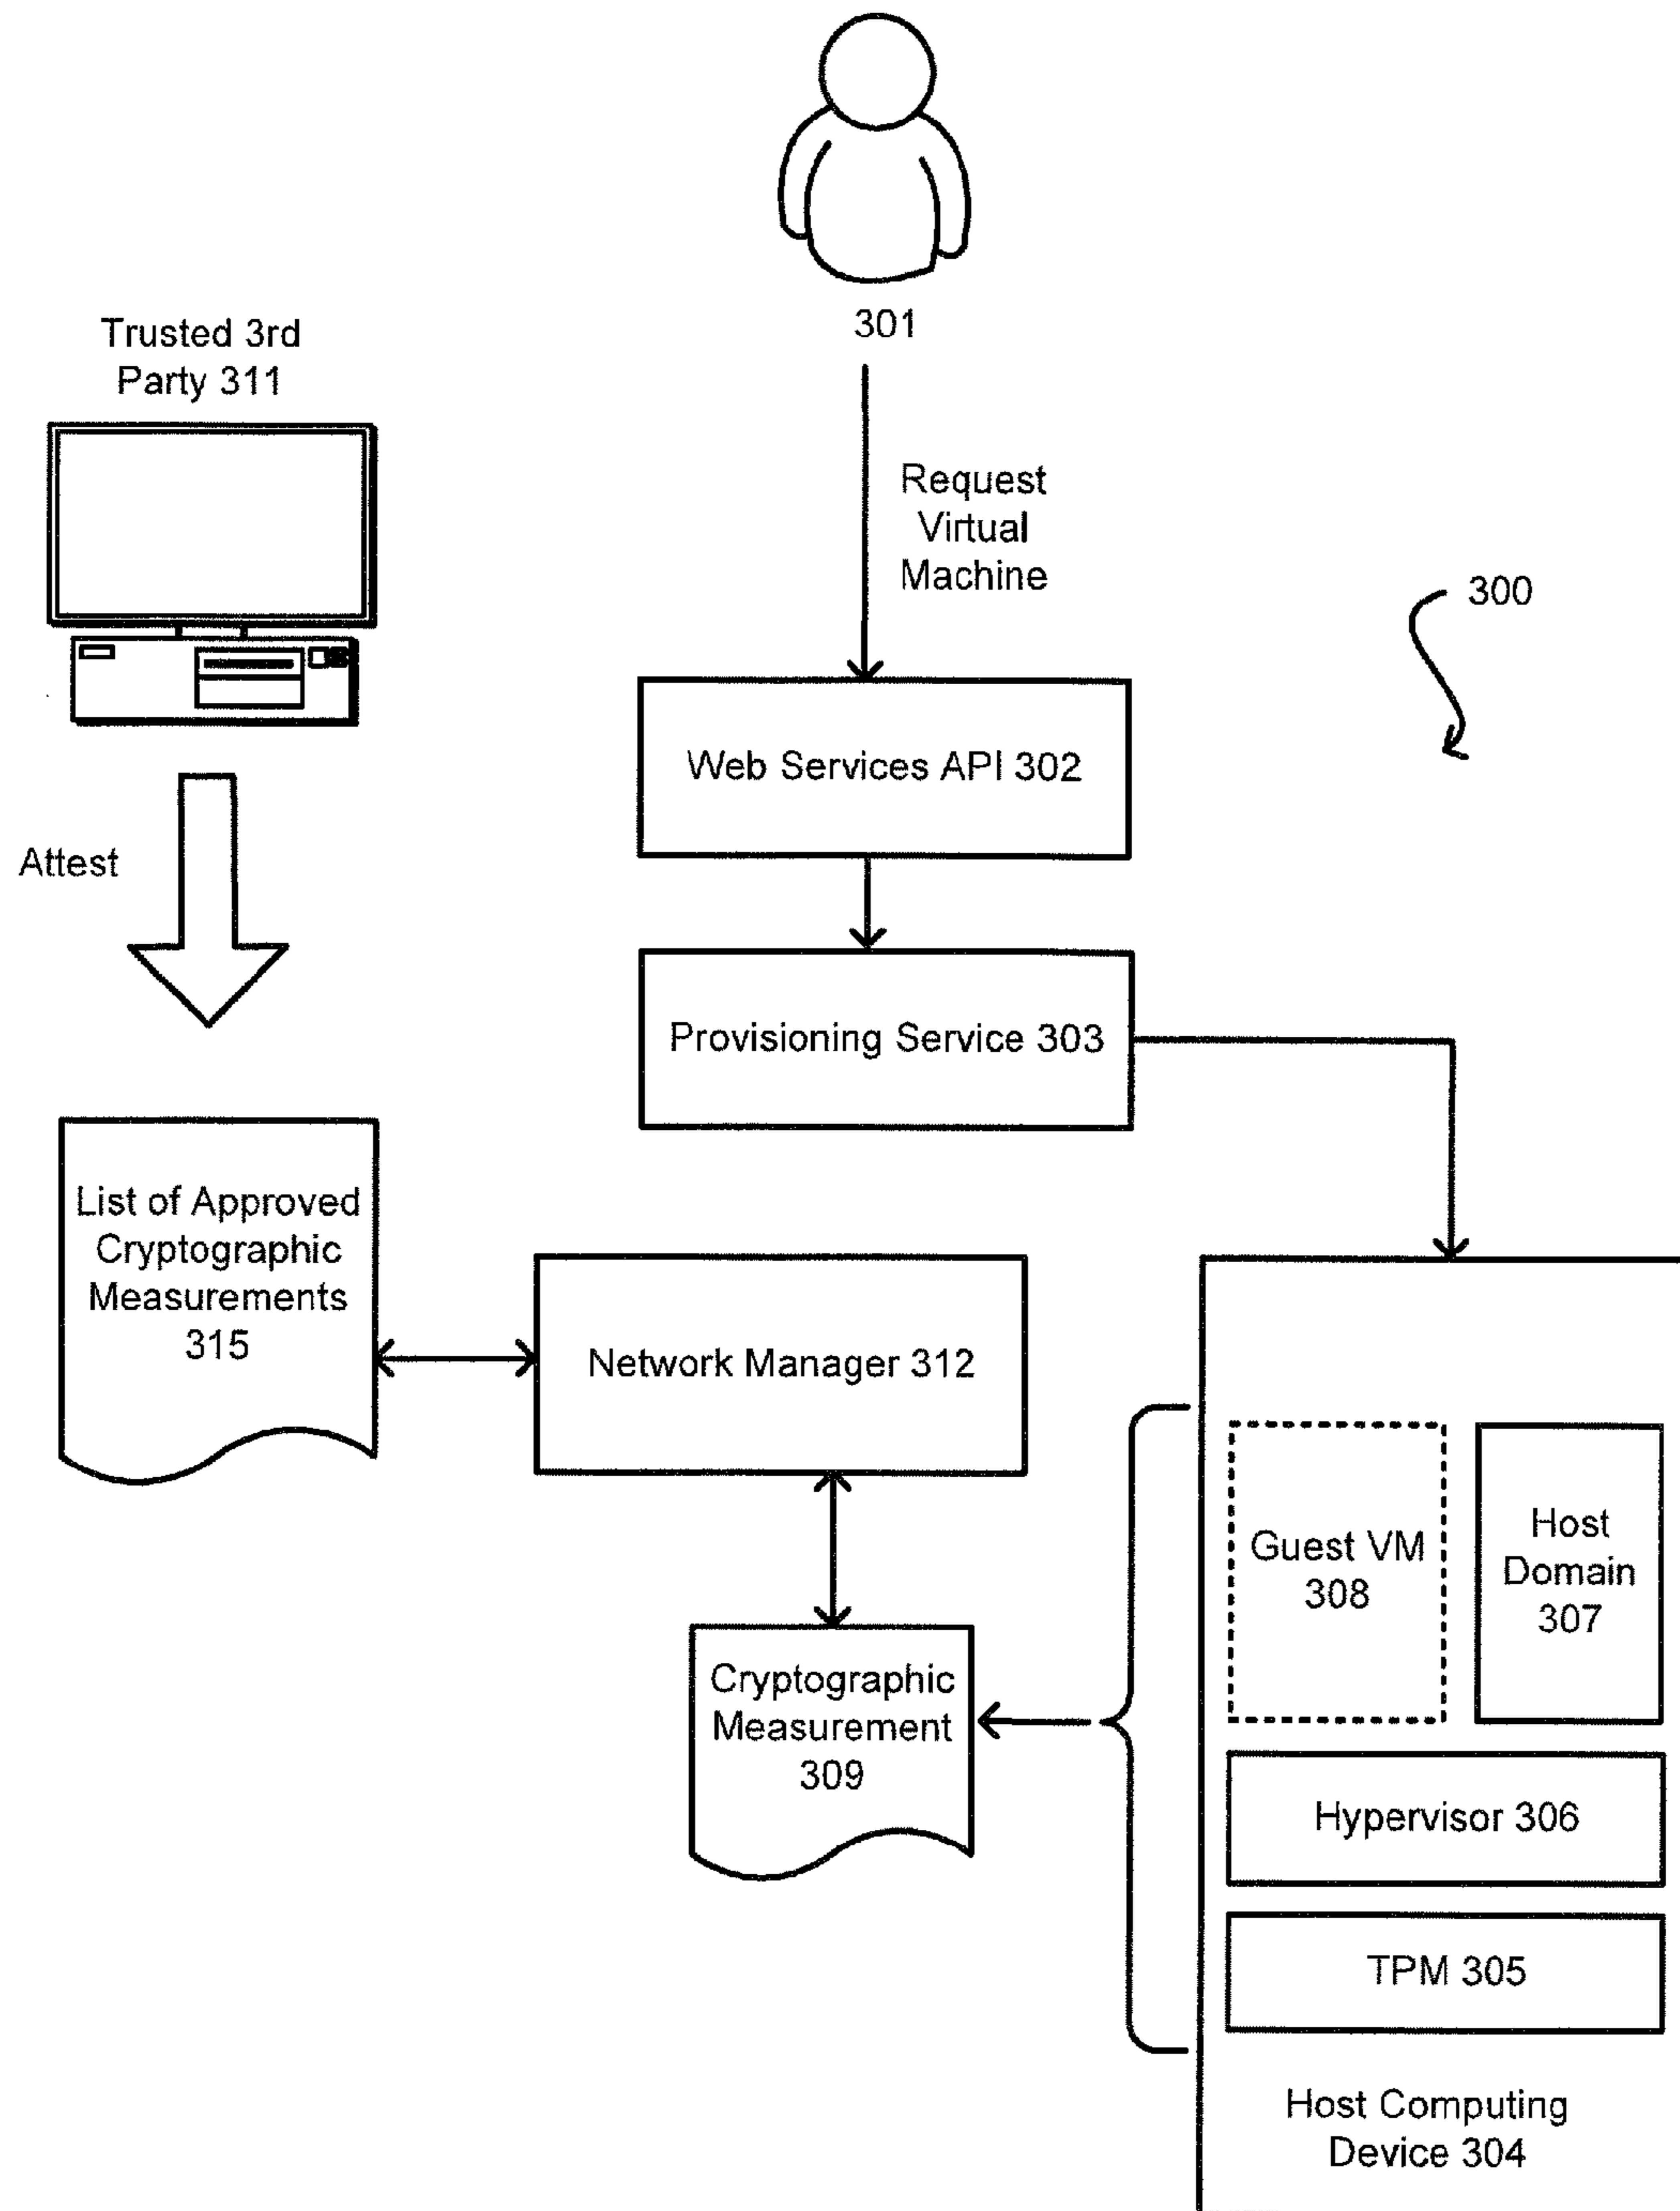 301
Trusted 3rd
Party 311
Request
Virtual
Machine
300
Web Services API 302
Attest
Provisioning Service 303
List of Approved
Cryptographic
Measurements
315
Network Manager 312
Guest VM
308
Host
Domain
307
Cryptographic
Measurement
309
Hypervisor 306
TPM 305
Host Computing
Device 304